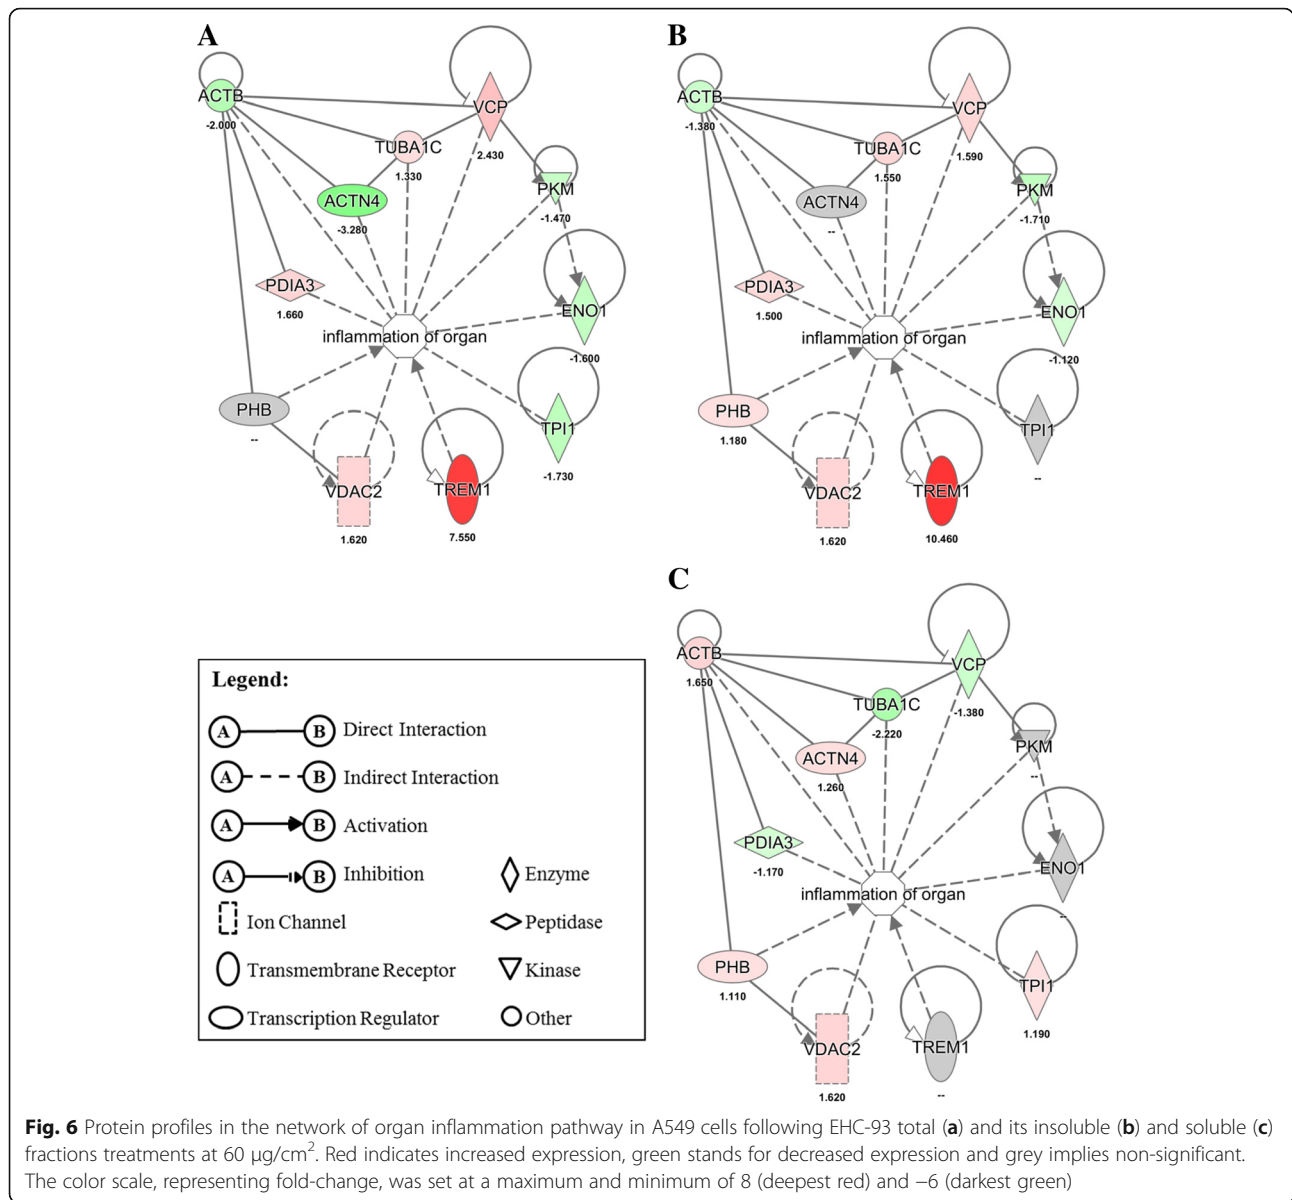 A
ACTB
-2.000
VCP
2.430
TUBA1C
1.330
ACTN4
-3.280
PKM
-1.470
PDIA3
1.660
ENO1
-1.600
inflammation of organ
PHB
--
TPI1
-1.730
VDAC2
1.620
TREM1
7.550
B
ACTB
-1.380
VCP
1.590
TUBA1C
1.550
ACTN4
--
PKM
-1.710
PDIA3
1.500
ENO1
-1.120
inflammation of organ
PHB
1.180
TPI1
--
VDAC2
1.620
TREM1
10.460
C
ACTB
1.650
VCP
-1.380
TUBA1C
-2.220
ACTN4
1.260
PKM
--
PDIA3
-1.170
ENO1
--
inflammation of organ
PHB
1.110
TPI1
1.190
VDAC2
1.620
TREM1
--
Legend:
A B Direct Interaction
A B Indirect Interaction
A B Activation
A B Inhibition
Enzyme
Ion Channel
Peptidase
Transmembrane Receptor
Kinase
Transcription Regulator
Other
Fig. 6 Protein profiles in the network of organ inflammation pathway in A549 cells following EHC-93 total (a) and its insoluble (b) and soluble (c)
fractions treatments at 60 μg/cm². Red indicates increased expression, green stands for decreased expression and grey implies non-significant.
The color scale, representing fold-change, was set at a maximum and minimum of 8 (deepest red) and −6 (darkest green)